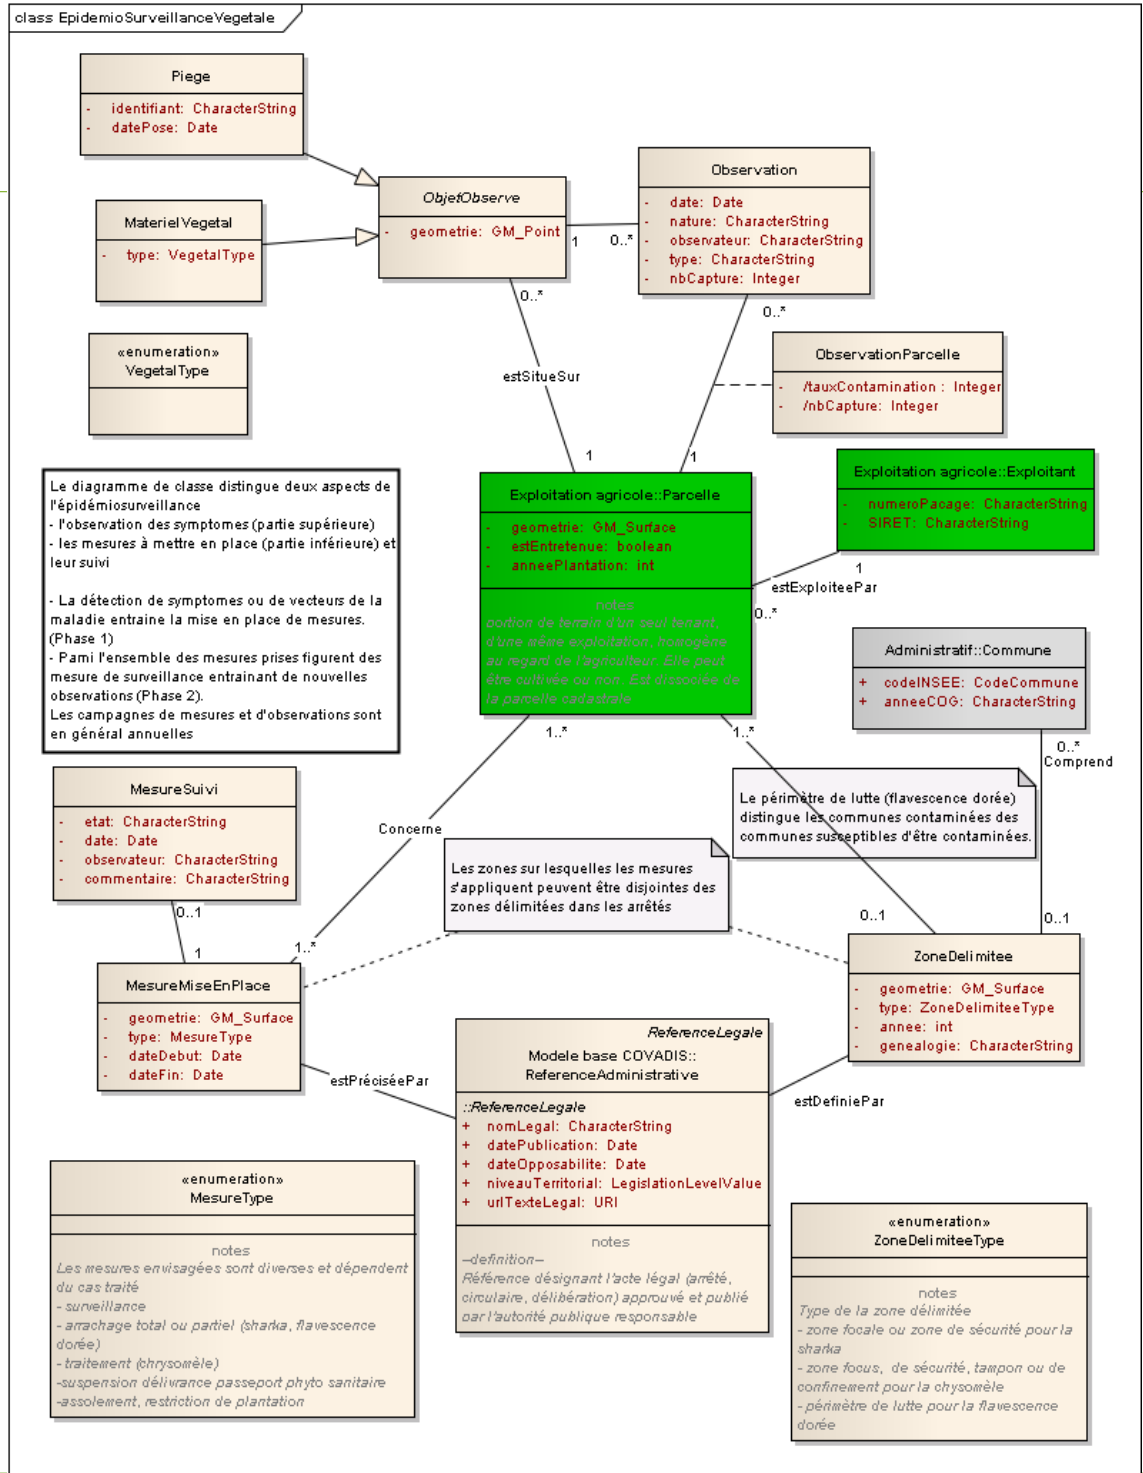 class EpidemioSurveillanceVegetale
Piege
- identifiant: CharacterString
- datePose: Date
MaterielVegetal
- type: VegetalType
«enumeration»
VegetalType
ObjetObserve
- geometrie: GM_Point
1
0..*
Observation
- date: Date
- nature: CharacterString
- observateur: CharacterString
- type: CharacterString
- nbCapture: Integer
0..*
0..*
estSitueSur
ObservationParcelle
- /tauxContamination : Integer
- /nbCapture: Integer
1
1
Le diagramme de classe distingue deux aspects de
l'épidémiosurveillance
- l'observation des symptomes (partie supérieure)
- les mesures à mettre en place (partie inférieure) et
leur suivi
- La détection de symptomes ou de vecteurs de la
maladie entraine la mise en place de mesures.
(Phase 1)
- Parmi l'ensemble des mesures prises figurent des
mesure de surveillance entrainant de nouvelles
observations (Phase 2).
Les campagnes de mesures et d'observations sont
en général annuelles
Exploitation agricole::Parcelle
- geometrie: GM_Surface
- estEntretenue: boolean
- anneePlantation: int
notes
portion de terrain d'un seul tenant,
d'une même exploitation, homogène
au regard de l'agriculteur. Elle peut
être cultivée ou non. Est dissociée de
la parcelle cadastrale
Exploitation agricole::Exploitant
- numeroPacage: CharacterString
- SIRET: CharacterString
1
estExploiteePar
0..*
Administratif::Commune
+ codeINSEE: CodeCommune
+ anneeCOG: CharacterString
1..*
1..*
0..*
Comprend
Le périmètre de lutte (flavescence dorée)
distingue les communes contaminées des
communes susceptibles d'être contaminées.
MesureSuivi
- etat: CharacterString
- date: Date
- observateur: CharacterString
- commentaire: CharacterString
Concerne
Les zones sur lesquelles les mesures
s'appliquent peuvent être disjointes des
zones délimitées dans les arrêtés
0..1
1
1..*
0..1
0..1
MesureMiseEnPlace
- geometrie: GM_Surface
- type: MesureType
- dateDebut: Date
- dateFin: Date
ZoneDelimitee
- geometrie: GM_Surface
- type: ZoneDelimiteeType
- annee: int
- genealogie: CharacterString
estPréciséePar
estDefiniePar
ReferenceLegale
Modele base COVADIS::
ReferenceAdministrative
::ReferenceLegale
+ nomLegal: CharacterString
+ datePublication: Date
+ dateOpposabilite: Date
+ niveauTerritorial: LegislationLevelValue
+ urlTexteLegal: URI
notes
--definition--
Référence désignant l'acte légal (arrêté,
circulaire, délibération) approuvé et publié
par l'autorité publique responsable
«enumeration»
MesureType
notes
Les mesures envisagées sont diverses et dépendent
du cas traité
- surveillance
- arrachage total ou partiel (sharka, flavescence
dorée)
- traitement (chrysomèle)
-suspension délivrance passeport phyto sanitaire
-assolement, restriction de plantation
«enumeration»
ZoneDelimiteeType
notes
Type de la zone délimitée
- zone focale ou zone de sécurité pour la
sharka
- zone focus, de sécurité, tampon ou de
confinement pour la chysomèle
- périmètre de lutte pour la flavescence
dorée